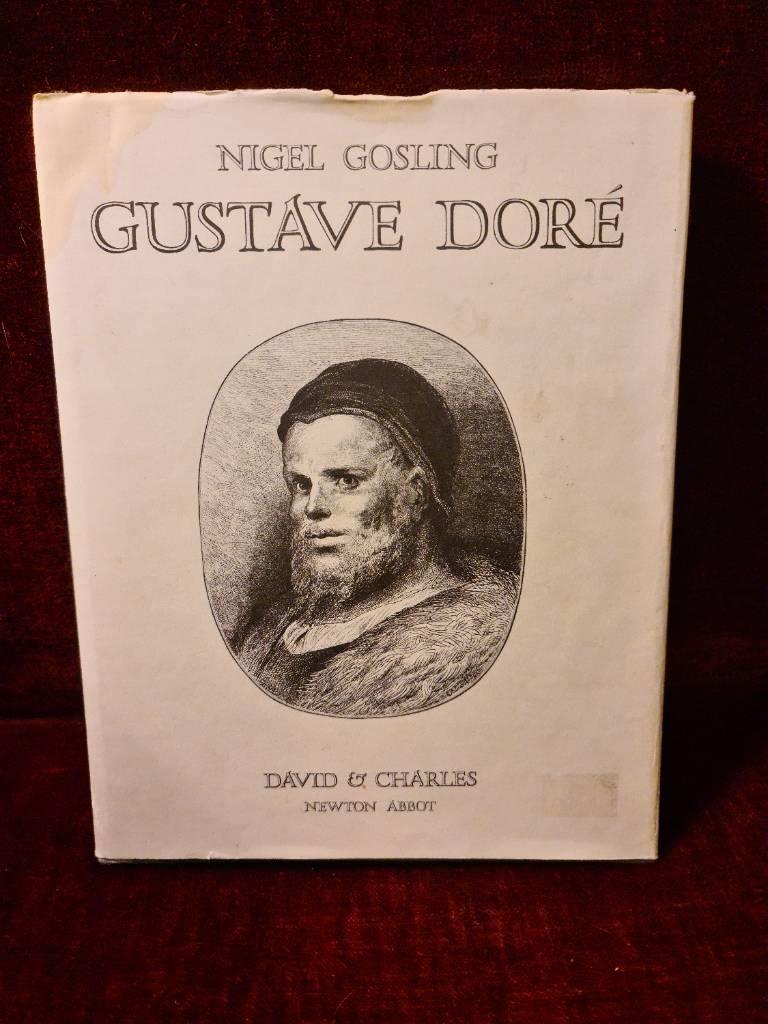 NIGEL GOSLING
GUSTAVE DORÉ
DAVID & CHARLES
NEWTON ABBOT